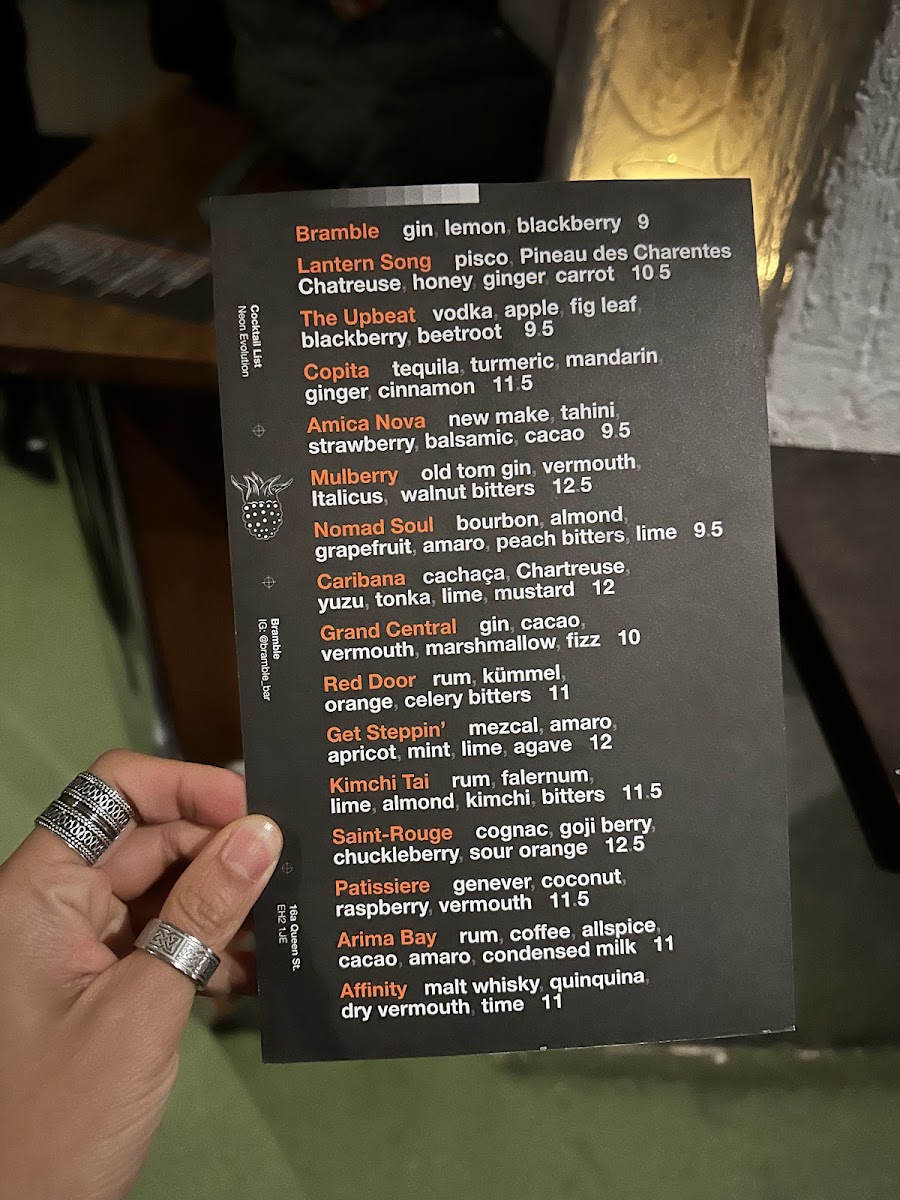 Bramble gin, lemon, blackberry 9
Lantern Song pisco, Pineau des Charentes
Chatreuse, honey, ginger, carrot 10.5
The Upbeat vodka, apple, fig leaf,
blackberry, beetroot 9.5
Copita tequila, turmeric, mandarin,
ginger, cinnamon 11.5
Amica Nova new make, tahini,
strawberry, balsamic, cacao 9.5
Mulberry old tom gin, vermouth,
Italicus, walnut bitters 12.5
Nomad Soul bourbon, almond,
grapefruit, amaro, peach bitters, lime 9.5
Caribana cachaça, Chartreuse,
yuzu, tonka, lime, mustard 12
Grand Central gin, cacao,
vermouth, marshmallow, fizz 10
Red Door rum, kümmel,
orange, celery bitters 11
Get Steppin' mezcal, amaro,
apricot, mint, lime, agave 12
Kimchi Tai rum, falernum,
lime, almond, kimchi, bitters 11.5
Saint-Rouge cognac, goji berry,
chuckleberry, sour orange 12.5
Patissiere genever, coconut,
raspberry, vermouth 11.5
Arima Bay rum, coffee, allspice,
cacao, amaro, condensed milk 11
Affinity malt whisky, quinquina,
dry vermouth, time 11
Cocktail List
Neon Evolution
Bramble
IG: @bramble_bar
16a Queen St.
EH2 1JE